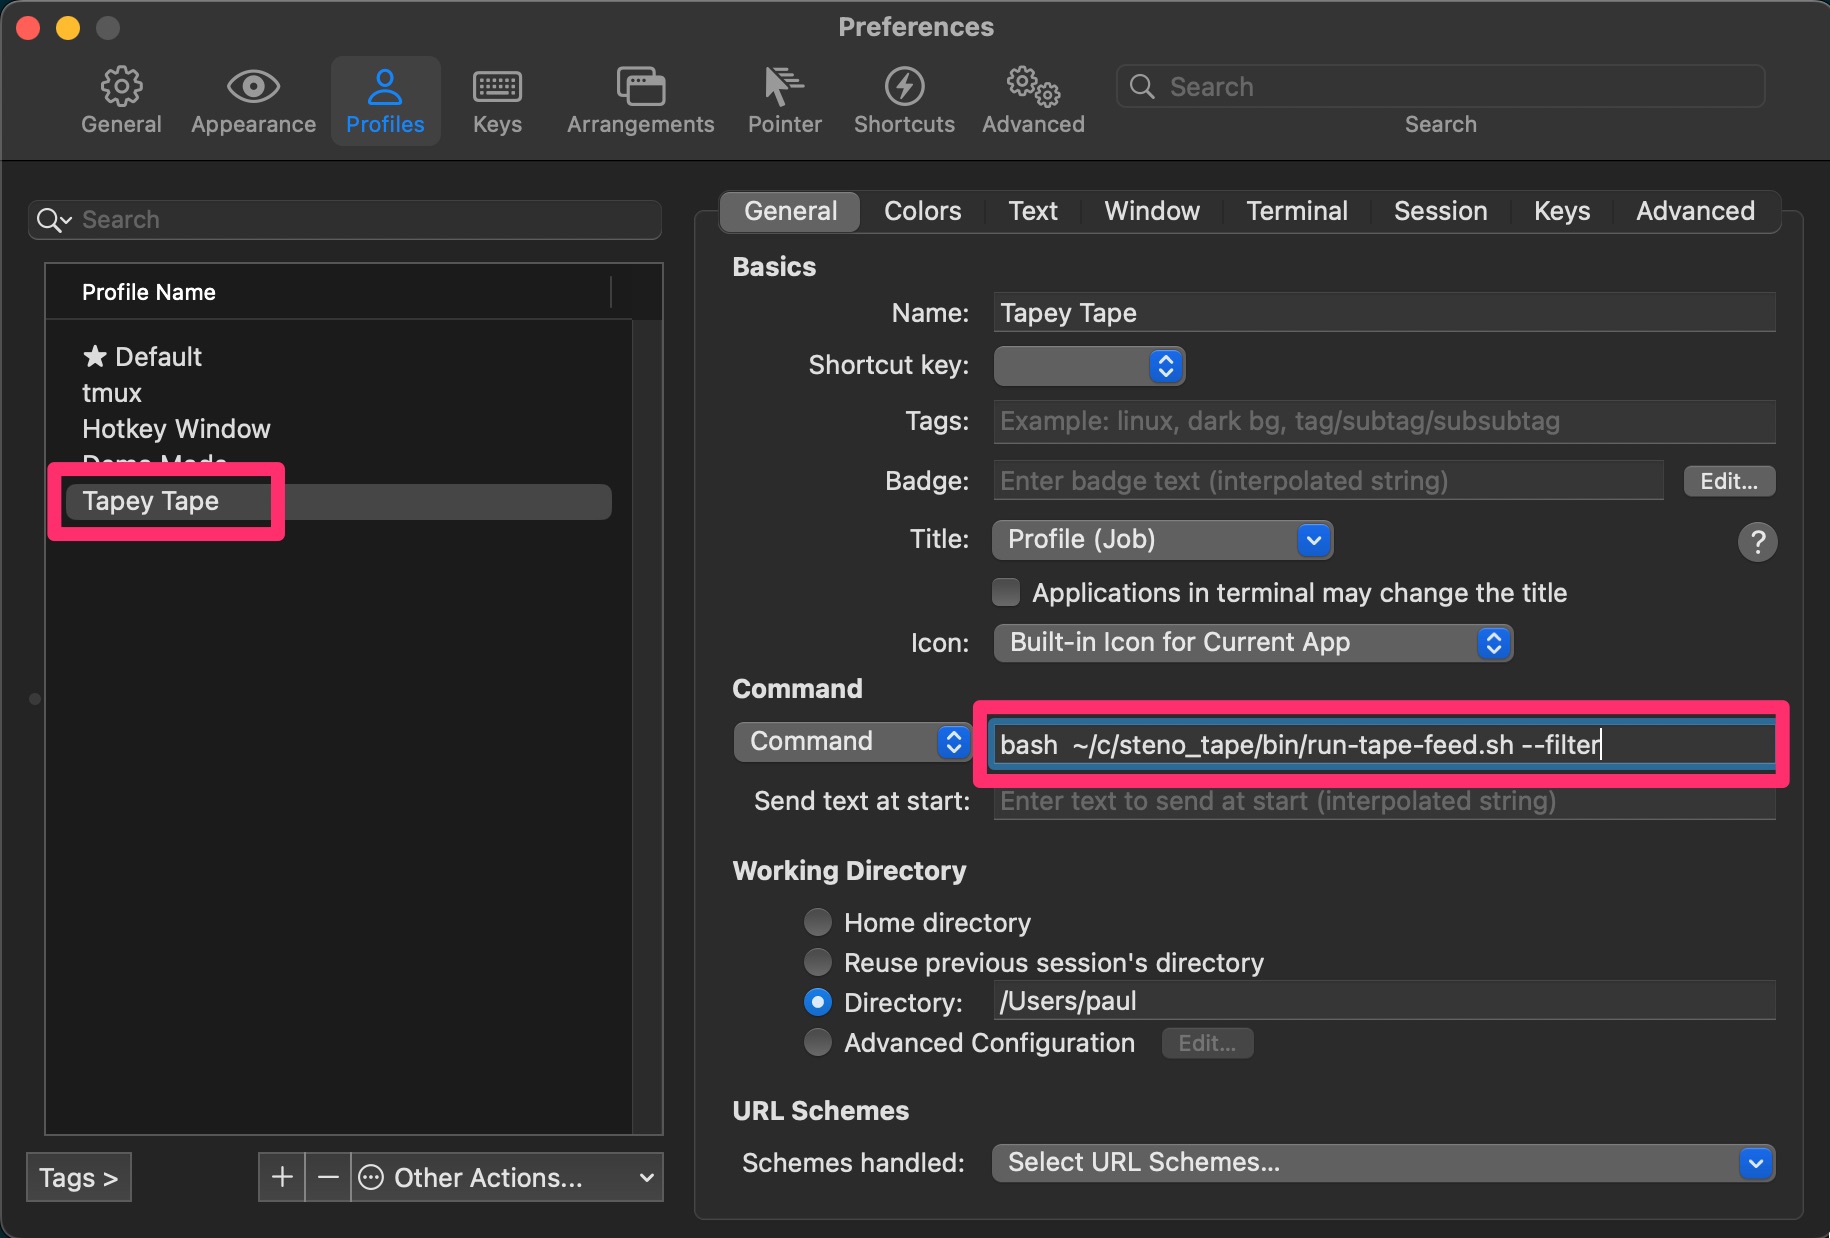 Preferences
General
Appearance
Profiles
Keys
Arrangements
Pointer
Shortcuts
Advanced
Search
Search
Search
Profile Name
★ Default
tmux
Hotkey Window
Demo Mode
Tapey Tape
Tags >
+ − Other Actions...
General Colors Text Window Terminal Session Keys Advanced
Basics
Name: Tapey Tape
Shortcut key:
Tags: Example: linux, dark bg, tag/subtag/subsubtag
Badge: Enter badge text (interpolated string) Edit...
Title: Profile (Job) ?
Applications in terminal may change the title
Icon: Built-in Icon for Current App
Command
Command bash  ~/c/steno_tape/bin/run-tape-feed.sh --filter
Send text at start: Enter text to send at start (interpolated string)
Working Directory
Home directory
Reuse previous session's directory
Directory: /Users/paul
Advanced Configuration Edit...
URL Schemes
Schemes handled: Select URL Schemes...